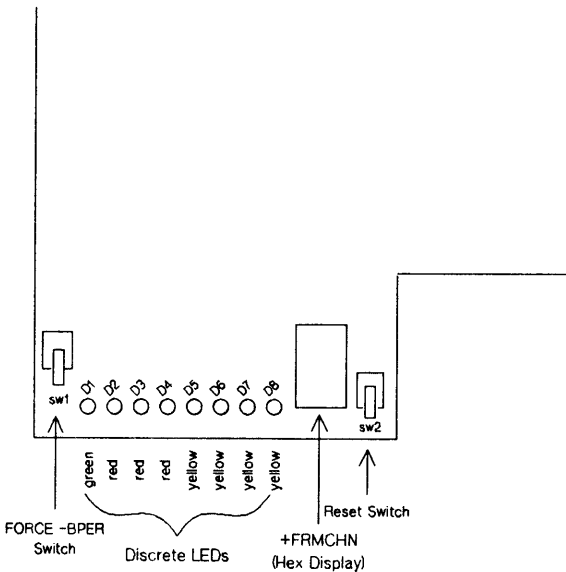 D1 D2 D3 D4 D5 D6 D7 D8
sw1
sw2
green red red red yellow yellow yellow yellow
FORCE -BPER
Switch
Discrete LEDs
+FRMCHN
(Hex Display)
Reset Switch